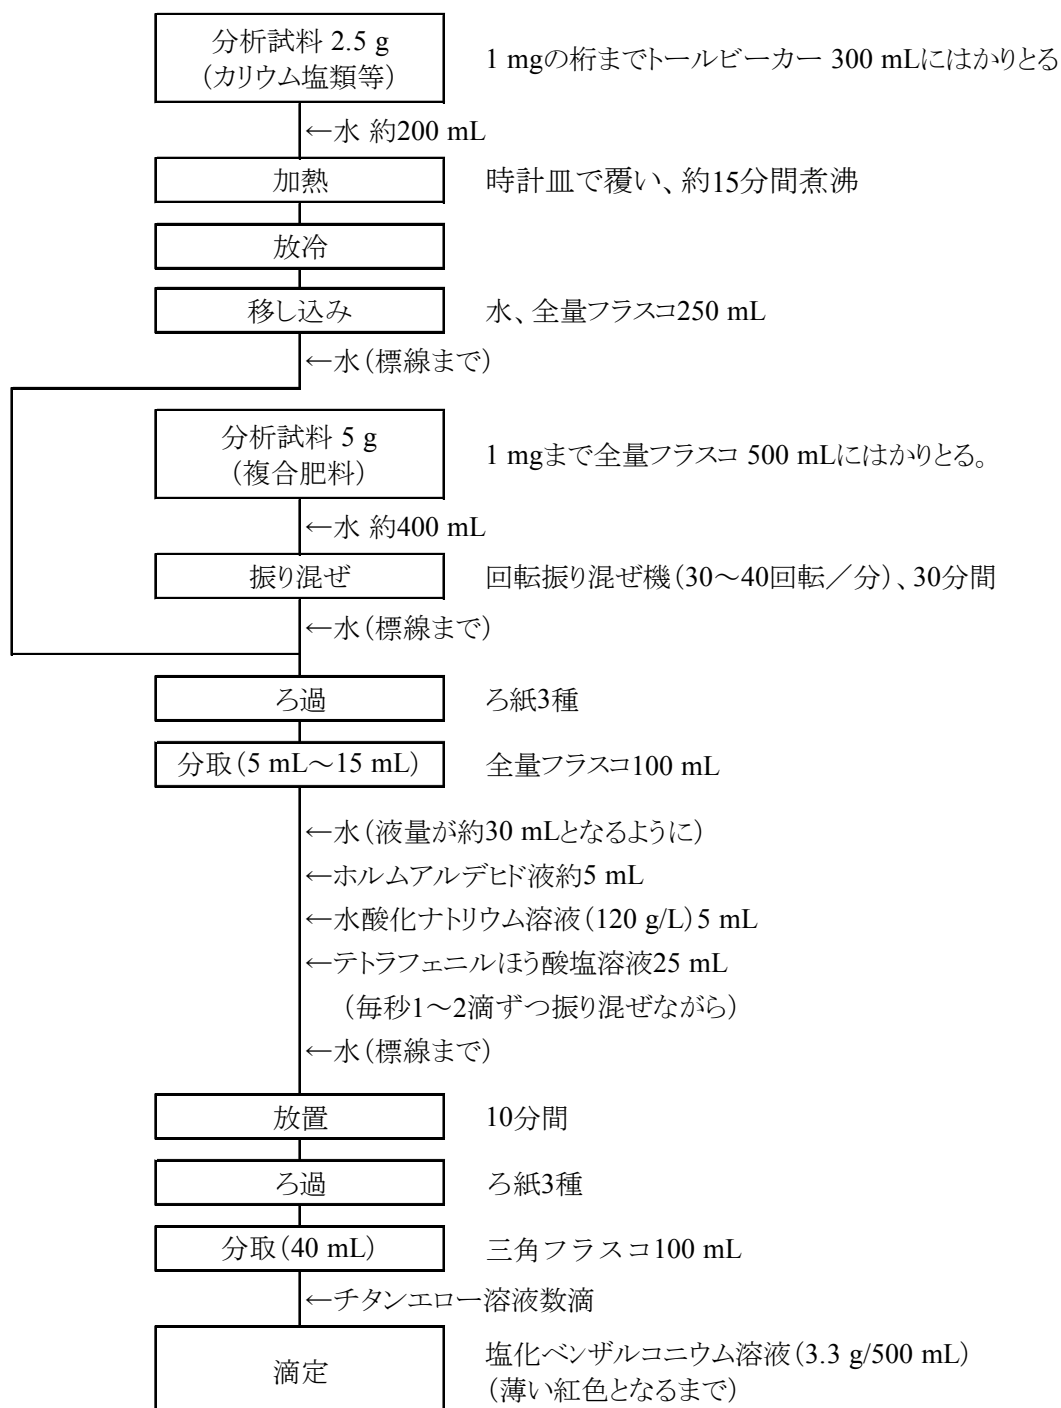 分析試料 2.5 g
（カリウム塩類等）
1 mgの桁までトールビーカー 300 mLにはかりとる
←水 約200 mL
加熱
時計皿で覆い、約15分間煮沸
放冷
移し込み
水、全量フラスコ250 mL
←水（標線まで）
分析試料 5 g
（複合肥料）
1 mgまで全量フラスコ 500 mLにはかりとる。
←水 約400 mL
振り混ぜ
回転振り混ぜ機（30～40回転／分）、30分間
←水（標線まで）
ろ過
ろ紙3種
分取（5 mL～15 mL）
全量フラスコ100 mL
←水（液量が約30 mLとなるように）
←ホルムアルデヒド液約5 mL
←水酸化ナトリウム溶液（120 g/L）5 mL
←テトラフェニルほう酸塩溶液25 mL
（毎秒1～2滴ずつ振り混ぜながら）
←水（標線まで）
放置
10分間
ろ過
ろ紙3種
分取（40 mL）
三角フラスコ100 mL
←チタンエロー溶液数滴
滴定
塩化ベンザルコニウム溶液（3.3 g/500 mL）
（薄い紅色となるまで）